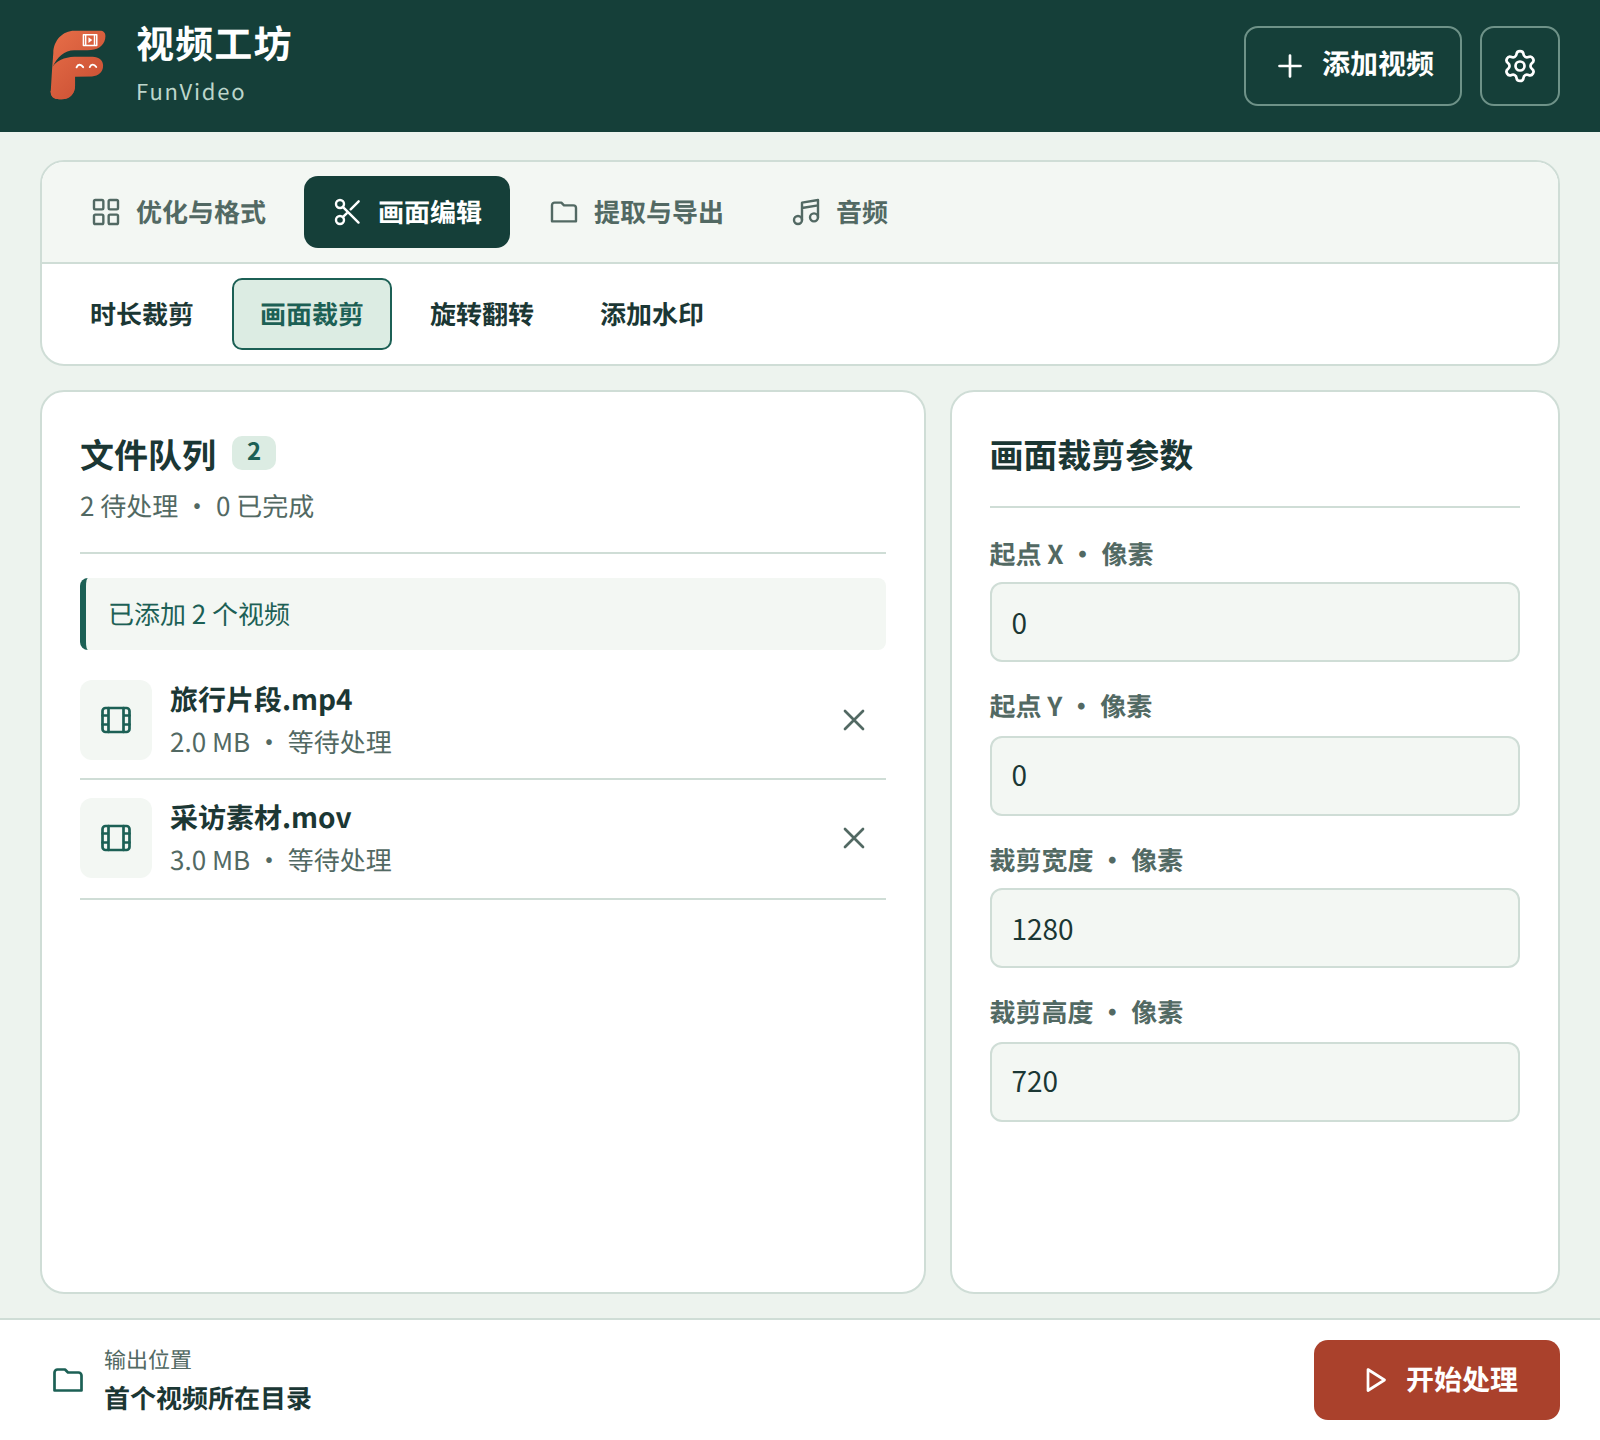 视频工坊
FunVideo
添加视频
优化与格式
画面编辑
提取与导出
音频
时长裁剪
画面裁剪
旋转翻转
添加水印
文件队列 2
2 待处理 • 0 已完成
已添加 2 个视频
旅行片段.mp4
2.0 MB • 等待处理
采访素材.mov
3.0 MB • 等待处理
画面裁剪参数
起点 X • 像素
0
起点 Y • 像素
0
裁剪宽度 • 像素
1280
裁剪高度 • 像素
720
输出位置
首个视频所在目录
开始处理